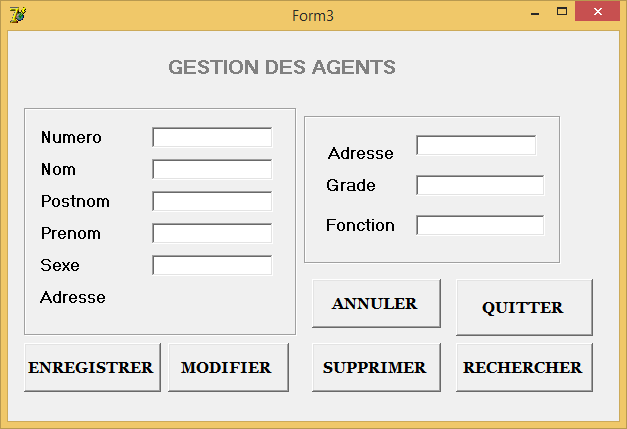 Form3
GESTION DES AGENTS
Numero
Nom
Postnom
Prenom
Sexe
Adresse
Adresse
Grade
Fonction
ANNULER
QUITTER
ENREGISTRER
MODIFIER
SUPPRIMER
RECHERCHER